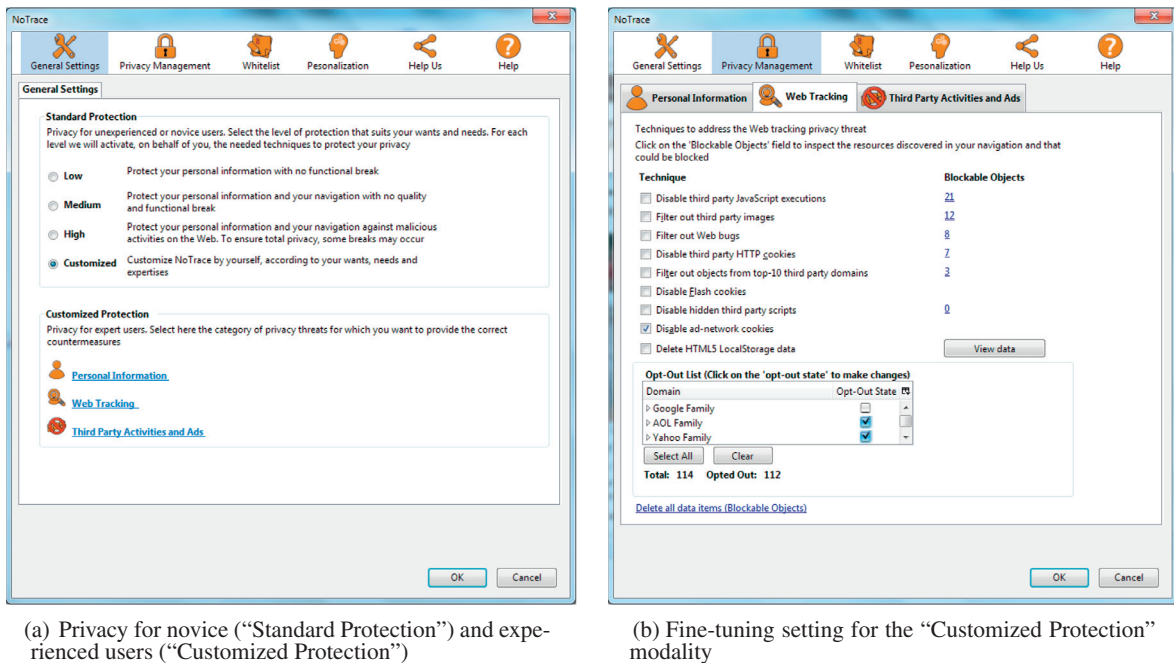 NoTrace
General Settings
Privacy Management
Whitelist
Pesonalization
Help Us
Help
General Settings
Standard Protection
Privacy for unexperienced or novice users. Select the level of protection that suits your wants and needs. For each
level we will activate, on behalf of you, the needed techniques to protect your privacy
Low
Protect your personal information with no functional break
Medium
Protect your personal information and your navigation with no quality
and functional break
High
Protect your personal information and your navigation against malicious
activities on the Web. To ensure total privacy, some breaks may occur
Customized
Customize NoTrace by yourself, according to your wants, needs and
expertises
Customized Protection
Privacy for expert users. Select here the category of privacy threats for which you want to provide the correct
countermeasures
Personal Information
Web Tracking
Third Party Activities and Ads
OK
Cancel
(a) Privacy for novice (“Standard Protection”) and expe-
rienced users (“Customized Protection”)
NoTrace
General Settings
Privacy Management
Whitelist
Pesonalization
Help Us
Help
Personal Information
Web Tracking
Third Party Activities and Ads
Techniques to address the Web tracking privacy threat
Click on the 'Blockable Objects' field to inspect the resources discovered in your navigation and that
could be blocked
Technique Blockable Objects
Disable third party JavaScript executions 21
Filter out third party images 12
Filter out Web bugs 8
Disable third party HTTP cookies 7
Filter out objects from top-10 third party domains 3
Disable Flash cookies
Disable hidden third party scripts 0
Disable ad-network cookies
Delete HTML5 LocalStorage data View data
Opt-Out List (Click on the 'opt-out state' to make changes)
Domain Opt-Out State
Google Family
AOL Family
Yahoo Family
Select All Clear
Total: 114 Opted Out: 112
Delete all data items (Blockable Objects)
OK
Cancel
(b) Fine-tuning setting for the “Customized Protection”
modality